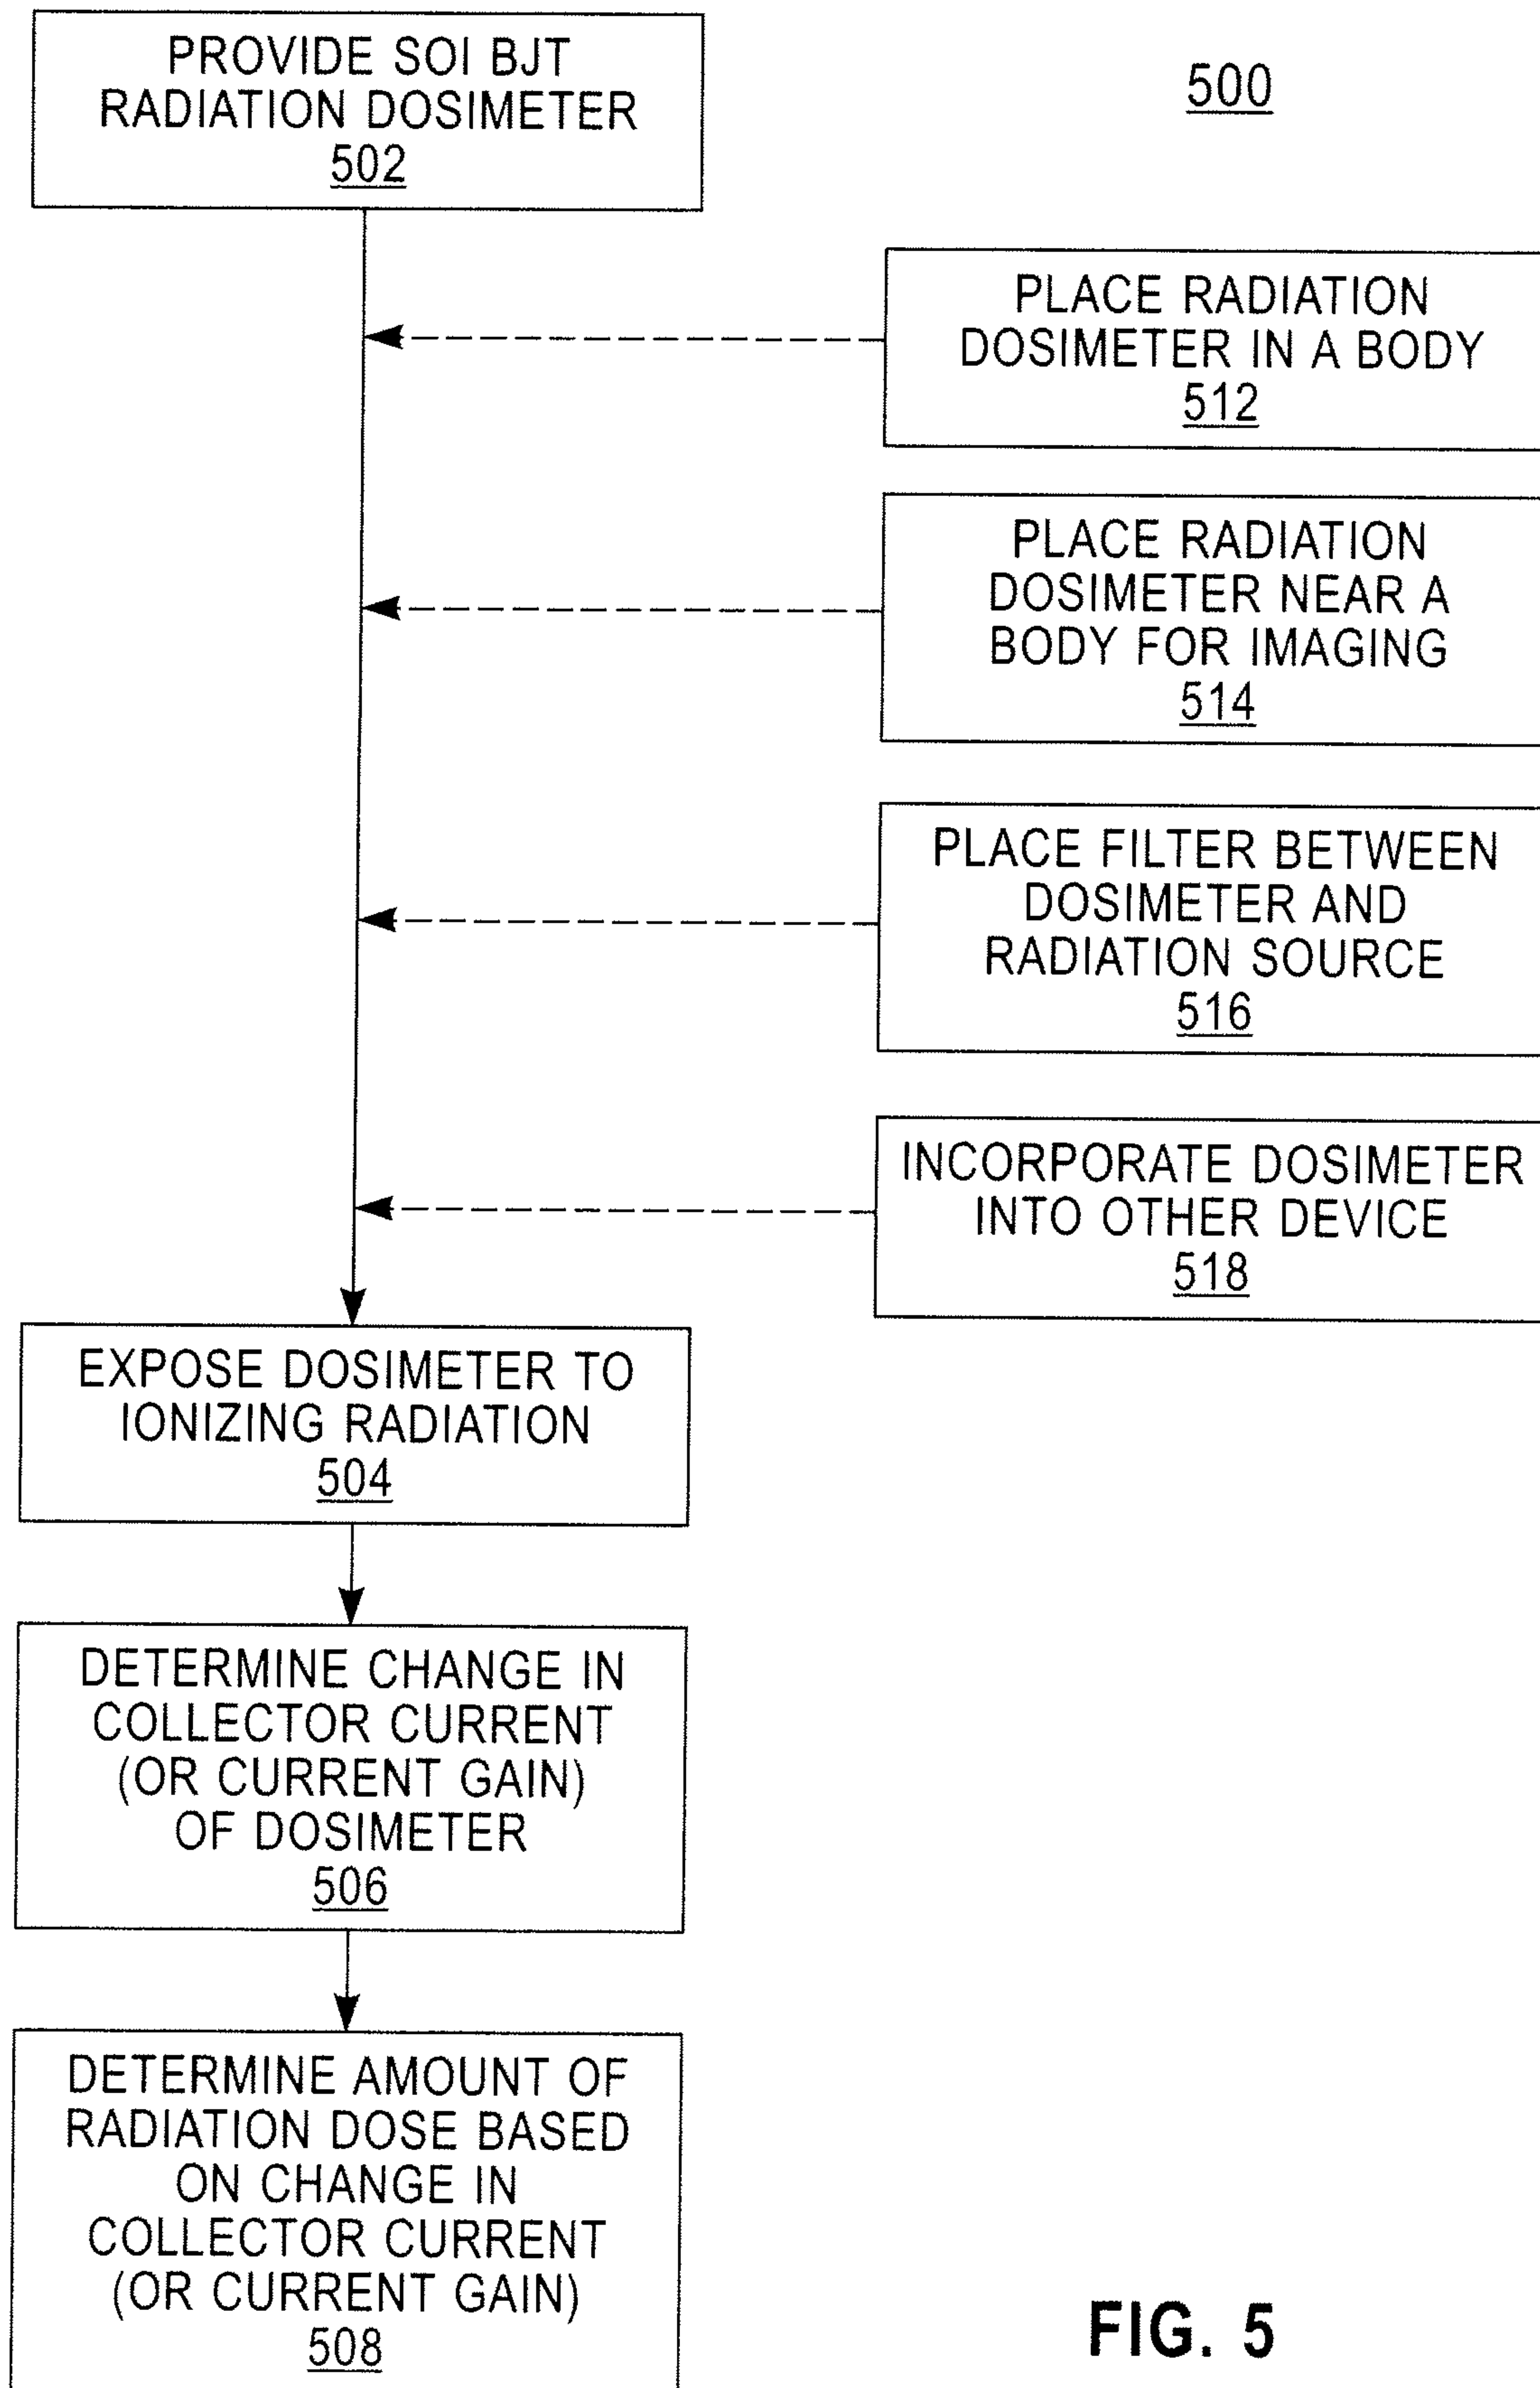 PROVIDE SOI BJT
RADIATION DOSIMETER
502
500
PLACE RADIATION
DOSIMETER IN A BODY
512
PLACE RADIATION
DOSIMETER NEAR A
BODY FOR IMAGING
514
PLACE FILTER BETWEEN
DOSIMETER AND
RADIATION SOURCE
516
INCORPORATE DOSIMETER
INTO OTHER DEVICE
518
EXPOSE DOSIMETER TO
IONIZING RADIATION
504
DETERMINE CHANGE IN
COLLECTOR CURRENT
(OR CURRENT GAIN)
OF DOSIMETER
506
DETERMINE AMOUNT OF
RADIATION DOSE BASED
ON CHANGE IN
COLLECTOR CURRENT
(OR CURRENT GAIN)
508
FIG. 5